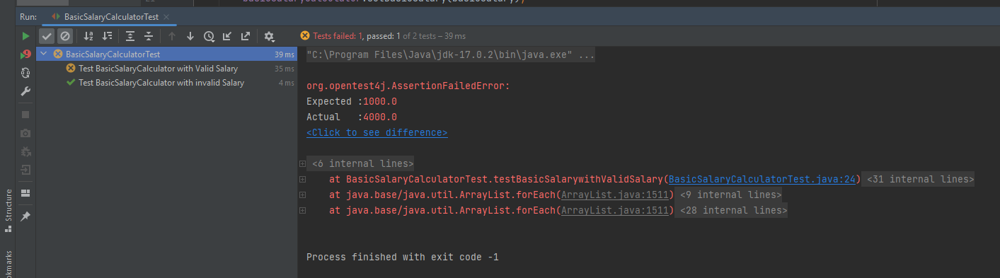 Run: BasicSalaryCalculatorTest
Tests failed: 1, passed: 1 of 2 tests – 39 ms
BasicSalaryCalculatorTest 39 ms
Test BasicSalaryCalculator with Valid Salary 35 ms
Test BasicSalaryCalculator with invalid Salary 4 ms
"C:\Program Files\Java\jdk-17.0.2\bin\java.exe" ...
org.opentest4j.AssertionFailedError:
Expected :1000.0
Actual :4000.0
<Click to see difference>
<6 internal lines>
at BasicSalaryCalculatorTest.testBasicSalarywithValidSalary(BasicSalaryCalculatorTest.java:24) <31 internal lines>
at java.base/java.util.ArrayList.forEach(ArrayList.java:1511) <9 internal lines>
at java.base/java.util.ArrayList.forEach(ArrayList.java:1511) <28 internal lines>
Process finished with exit code -1
Structure